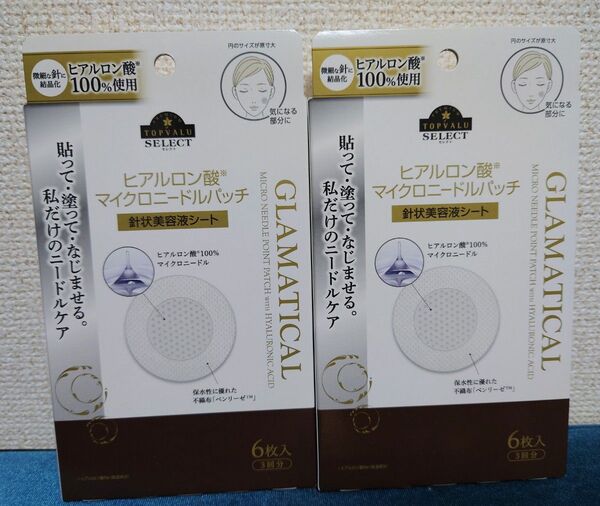 微細な針に
結晶化
ヒアルロン酸※
100%使用
円のサイズが原寸大
気になる
部分に
TOPVALU
SELECT
セレクト
ヒアルロン酸※
マイクロニードルパッチ
針状美容液シート
貼って・塗って・なじませる。
私だけのニードルケア
GLAMATICAL
MICRO NEEDLE POINT PATCH WITH HYALURONIC ACID
ヒアルロン酸※100%
マイクロニードル
保水性に優れた
不織布「ベンリーゼ™」
6枚入
3回分
微細な針に
結晶化
ヒアルロン酸※
100%使用
円のサイズが原寸大
気になる
部分に
TOPVALU
SELECT
セレクト
ヒアルロン酸※
マイクロニードルパッチ
針状美容液シート
貼って・塗って・なじませる。
私だけのニードルケア
GLAMATICAL
MICRO NEEDLE POINT PATCH WITH HYALURONIC ACID
ヒアルロン酸※100%
マイクロニードル
保水性に優れた
不織布「ベンリーゼ™」
6枚入
3回分